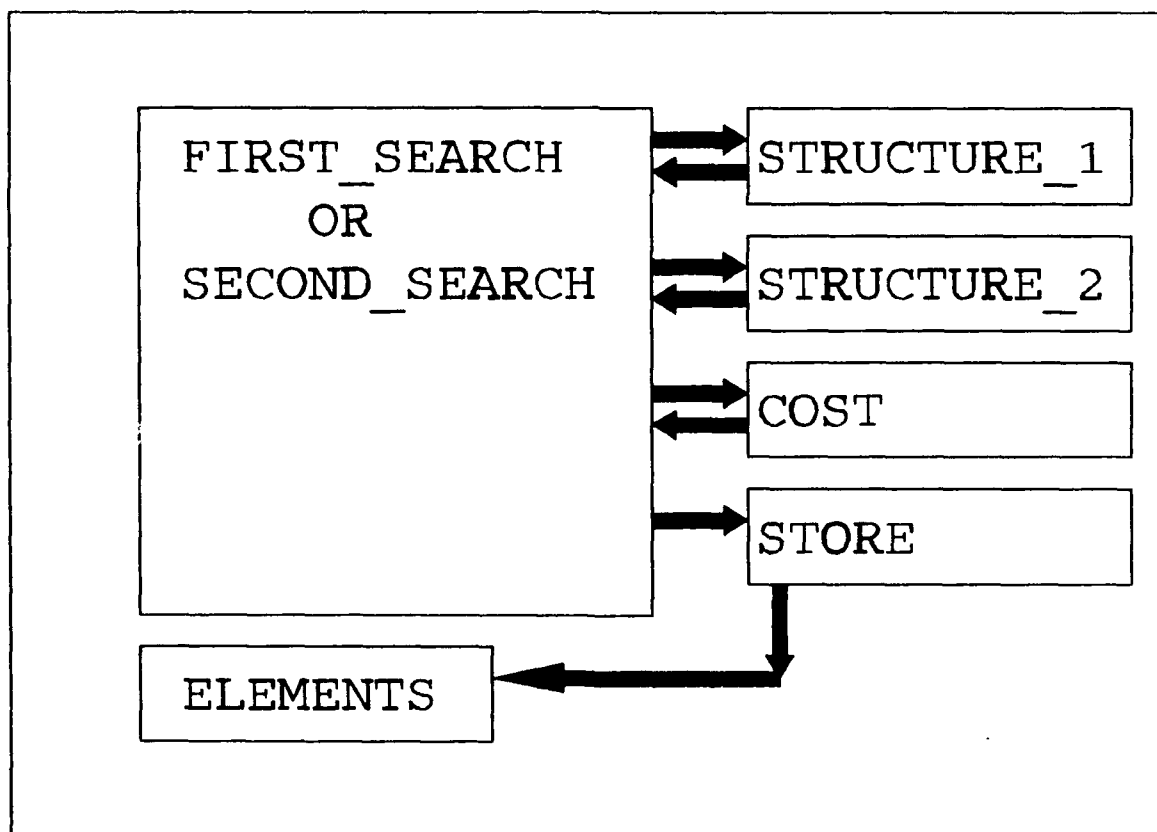 FIRST_SEARCH
OR
SECOND_SEARCH
STRUCTURE_1
STRUCTURE_2
COST
STORE
ELEMENTS